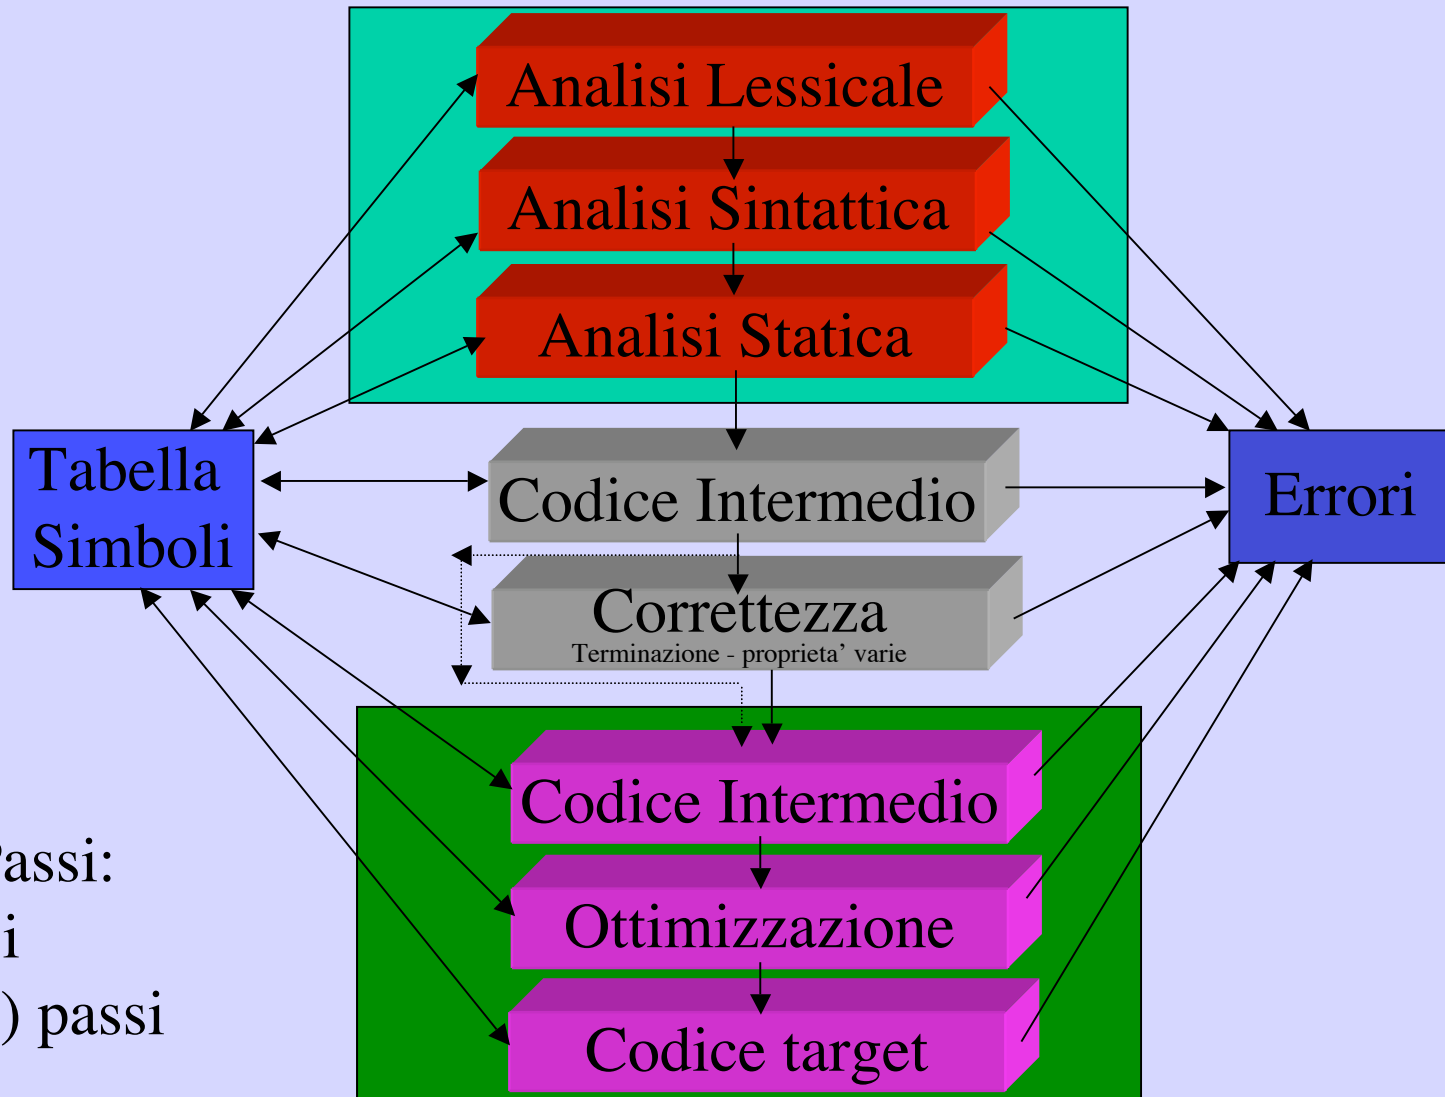 Analisi Lessicale
Analisi Sintattica
Analisi Statica
Tabella
Simboli
Codice Intermedio
Errori
Correttezza
Terminazione - proprieta’ varie
Codice Intermedio
Ottimizzazione
Codice target
assi:
i
) passi